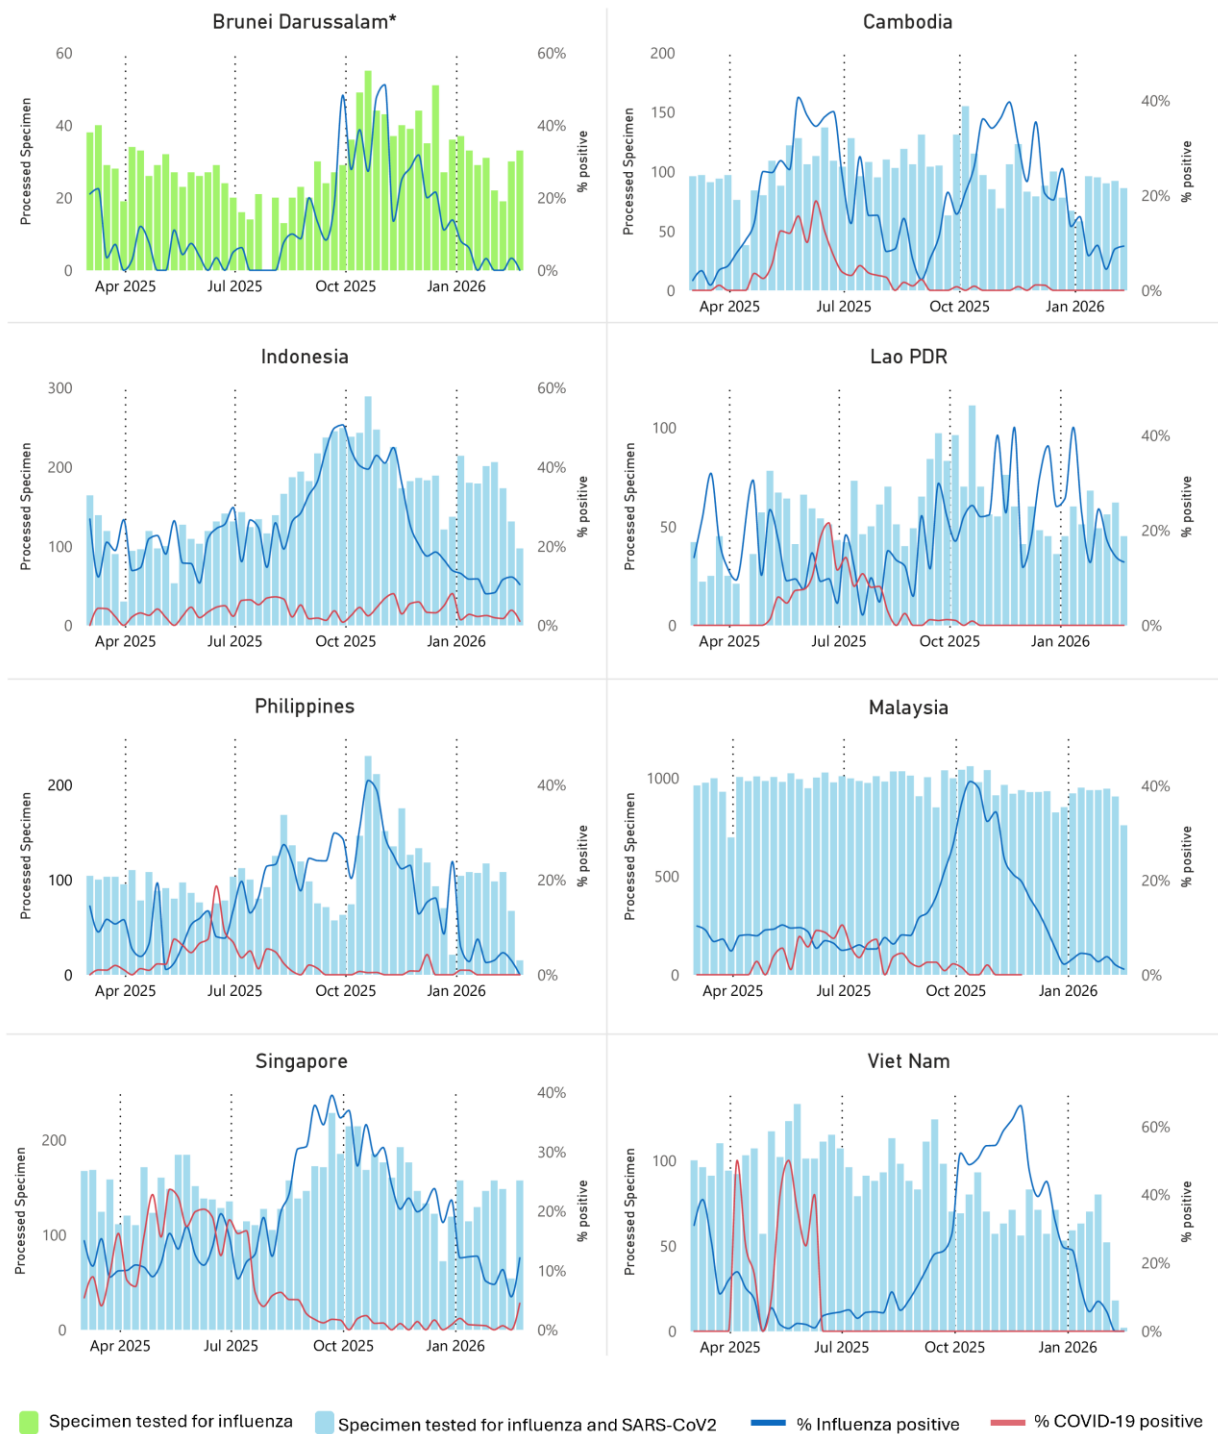 Brunei Darussalam*
Processed Specimen
60
40
20
0
60%
40%
20%
0%
% positive
Apr 2025
Jul 2025
Oct 2025
Jan 2026
Cambodia
Processed Specimen
200
150
100
50
0
40%
20%
0%
% positive
Apr 2025
Jul 2025
Oct 2025
Jan 2026
Indonesia
Processed Specimen
300
200
100
0
60%
40%
20%
0%
% positive
Apr 2025
Jul 2025
Oct 2025
Jan 2026
Lao PDR
Processed Specimen
100
50
0
40%
20%
0%
% positive
Apr 2025
Jul 2025
Oct 2025
Jan 2026
Philippines
Processed Specimen
200
100
0
40%
20%
0%
% positive
Apr 2025
Jul 2025
Oct 2025
Jan 2026
Malaysia
Processed Specimen
1000
500
0
40%
20%
0%
% positive
Apr 2025
Jul 2025
Oct 2025
Jan 2026
Singapore
Processed Specimen
200
100
0
40%
30%
20%
10%
0%
% positive
Apr 2025
Jul 2025
Oct 2025
Jan 2026
Viet Nam
Processed Specimen
100
50
0
60%
40%
20%
0%
% positive
Apr 2025
Jul 2025
Oct 2025
Jan 2026
Specimen tested for influenza
Specimen tested for influenza and SARS-CoV2
% Influenza positive
% COVID-19 positive